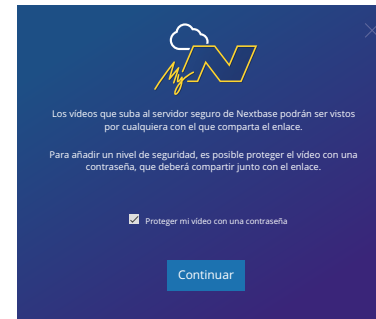 My N
Los vídeos que suba al servidor seguro de Nextbase podrán ser vistos
por cualquiera con el que comparta el enlace.
Para añadir un nivel de seguridad, es posible proteger el vídeo con una
contraseña, que deberá compartir junto con el enlace.
Proteger mi vídeo con una contraseña
Continuar